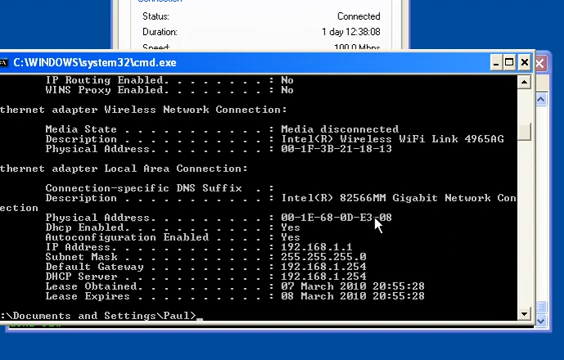 Connection
Status: Connected
Duration: 1 day 12:38:08
Speed: 100.0 Mbps
C:\WINDOWS\system32\cmd.exe
IP Routing Enabled. . . . . . . . : No
WINS Proxy Enabled. . . . . . . . : No
thernet adapter Wireless Network Connection:
Media State . . . . . . . . . . . : Media disconnected
Description . . . . . . . . . . . : Intel(R) Wireless WiFi Link 4965AG
Physical Address. . . . . . . . . : 00-1F-3B-21-18-13
thernet adapter Local Area Connection:
Connection-specific DNS Suffix  . :
Description . . . . . . . . . . . : Intel(R) 82566MM Gigabit Network Con
ection
Physical Address. . . . . . . . . : 00-1E-68-0D-E3-08
Dhcp Enabled. . . . . . . . . . . : Yes
Autoconfiguration Enabled . . . . : Yes
IP Address. . . . . . . . . . . . : 192.168.1.1
Subnet Mask . . . . . . . . . . . : 255.255.255.0
Default Gateway . . . . . . . . . : 192.168.1.254
DHCP Server . . . . . . . . . . . : 192.168.1.254
Lease Obtained. . . . . . . . . . : 07 March 2010 20:55:28
Lease Expires . . . . . . . . . . : 08 March 2010 20:55:28
:\Documents and Settings\Paul>_